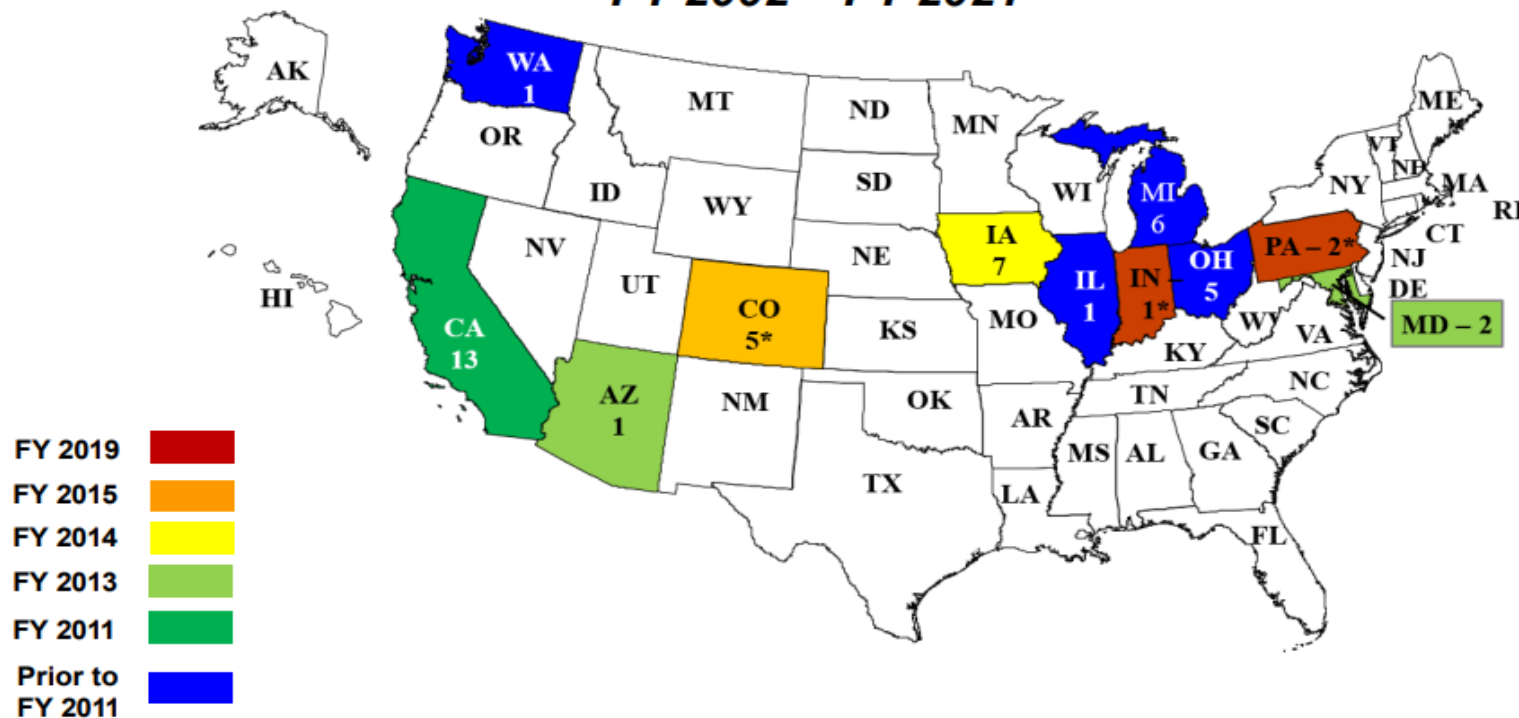 AK
WA
1
MT
ND
MN
ME
VT
OR
ID
SD
WI
MI
6
NY
MA
RI
WY
CT
NV
IA
7
NE
PA – 2*
NJ
OH
5
IL
1
IN
1*
DE
HI
UT
CO
5*
MO
WV
MD – 2
CA
13
KS
VA
KY
AZ
1
NM
OK
AR
TN
NC
SC
MS
AL
GA
TX
LA
FL
FY 2019
FY 2015
FY 2014
FY 2013
FY 2011
Prior to
FY 2011